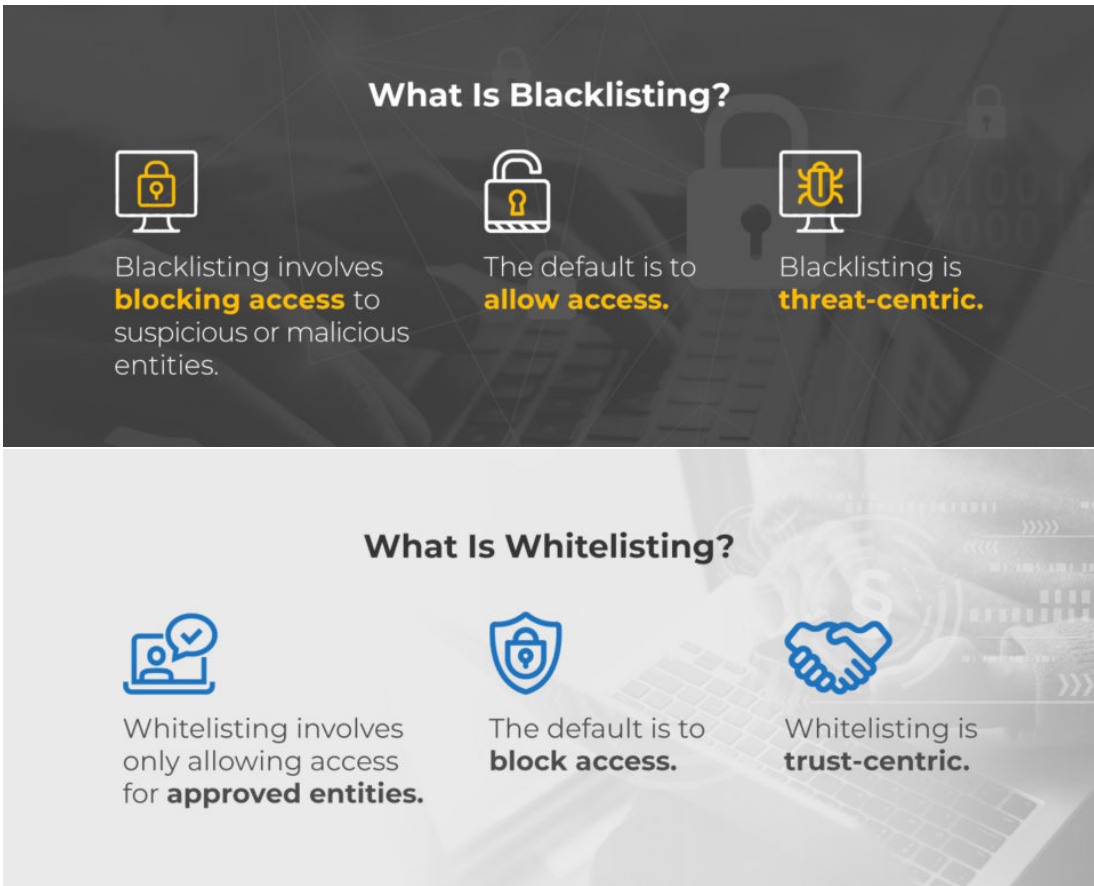 What Is Blacklisting?
Blacklisting involves
blocking access to
suspicious or malicious
entities.
The default is to
allow access.
Blacklisting is
threat-centric.
What Is Whitelisting?
Whitelisting involves
only allowing access
for approved entities.
The default is to
block access.
Whitelisting is
trust-centric.